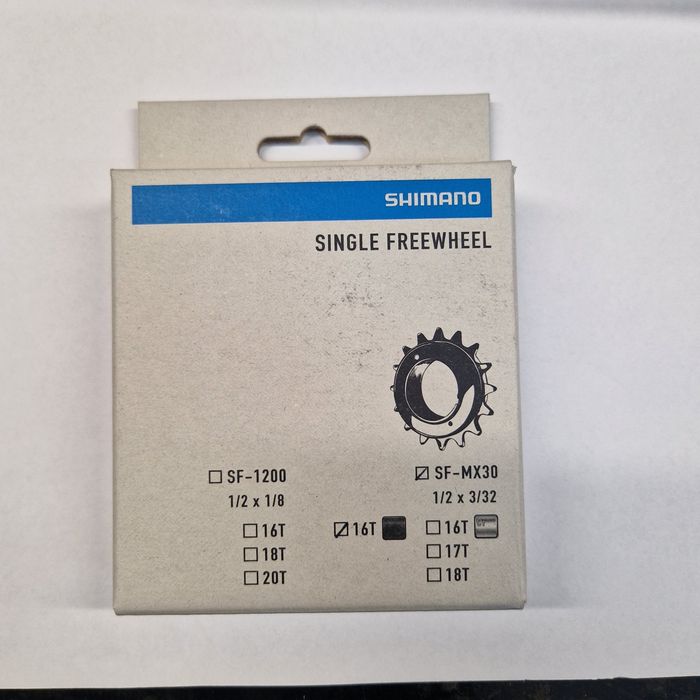 SHIMANO
SINGLE FREEWHEEL
SF-1200
1/2 x 1/8
16T
18T
20T
SF-MX30
1/2 x 3/32
16T
16T
17T
18T